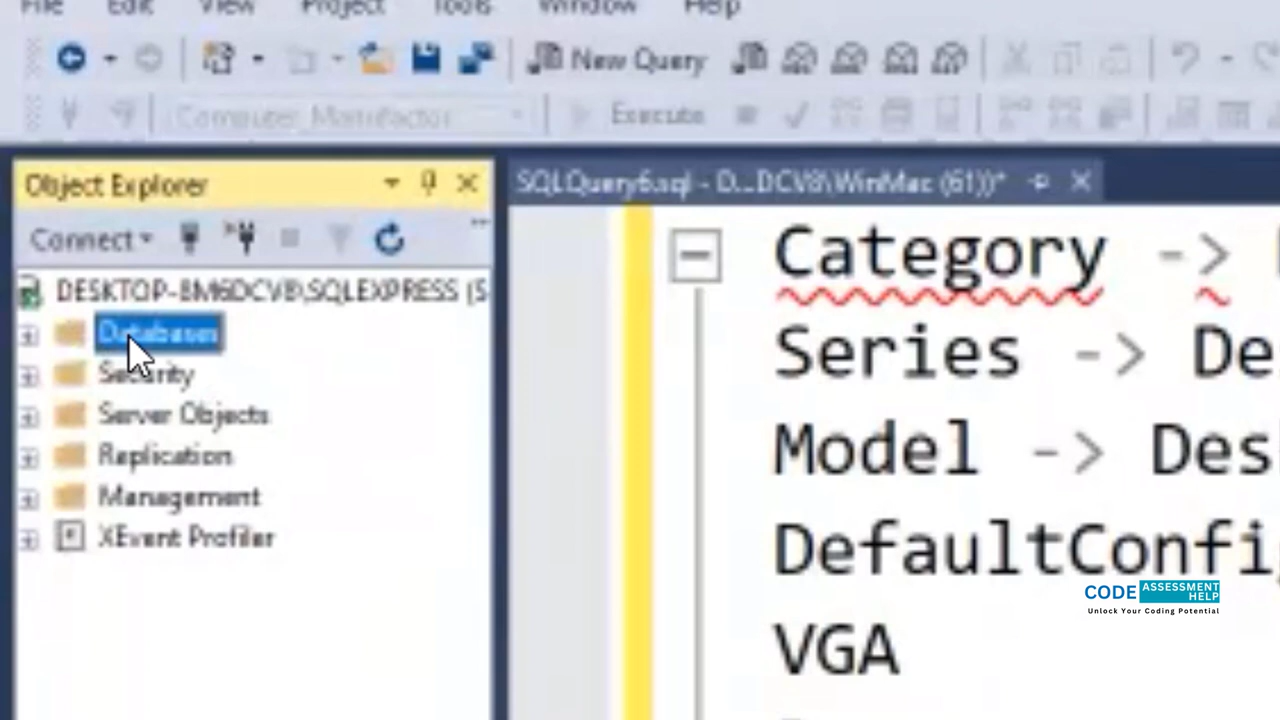 File Edit View Project Tools Window Help
New Query
Computer_Manufactor Execute
Object Explorer
SQLQuery6.sql - D...DCV8\WinMac (61))*
Connect
DESKTOP-8M6DCV8\SQLEXPRESS (S
Databases
Security
Server Objects
Replication
Management
XEvent Profiler
Category ->
Series -> De
Model -> Des
DefaultConfig
VGA
CODE ASSESSMENT HELP
Unlock Your Coding Potential